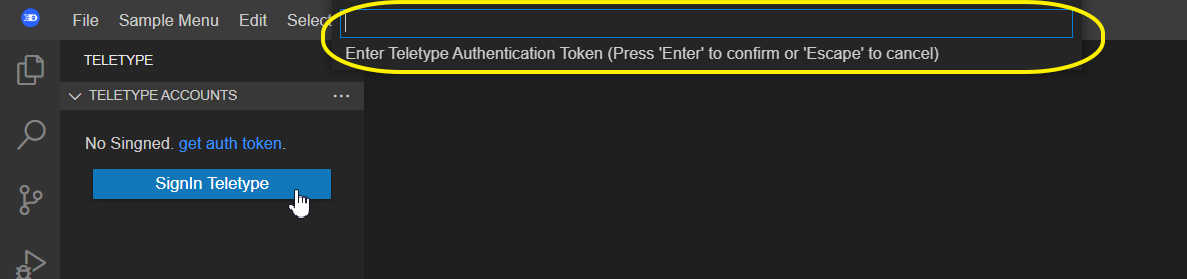 File Sample Menu Edit Select
Enter Teletype Authentication Token (Press 'Enter' to confirm or 'Escape' to cancel)
TELETYPE
TELETYPE ACCOUNTS
No Singned. get auth token.
SignIn Teletype